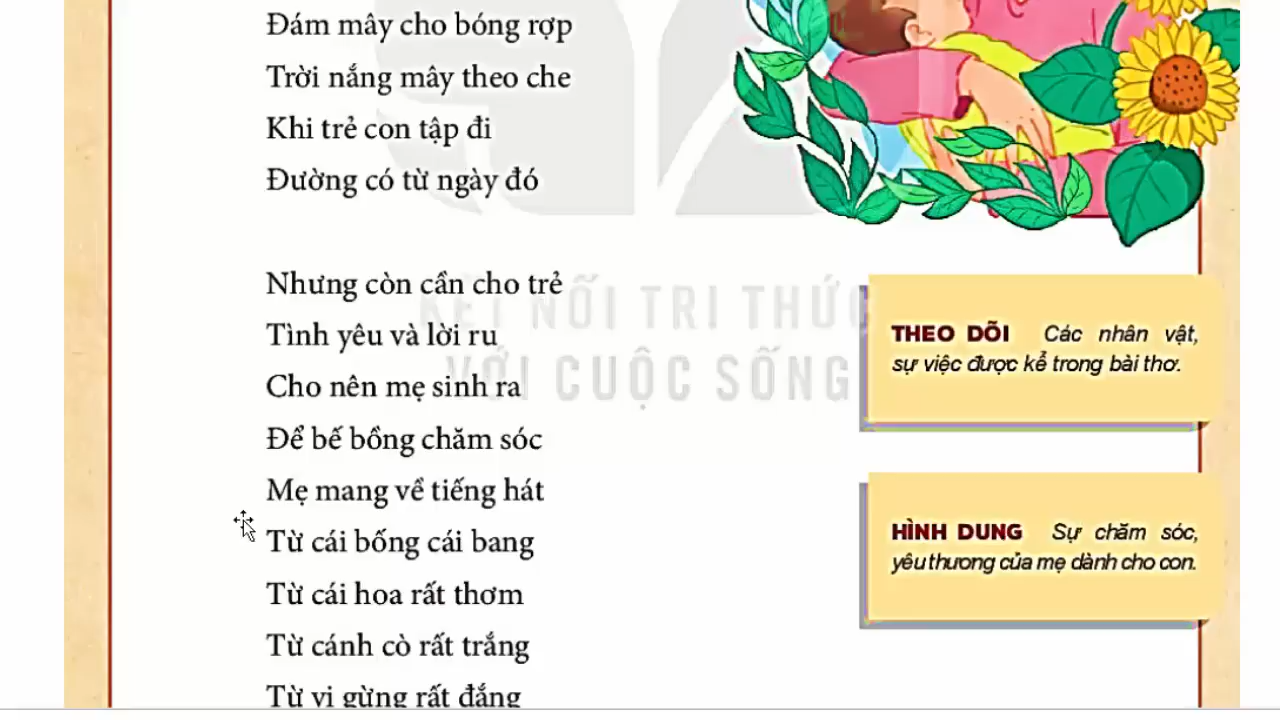 Đám mây cho bóng rợp
Trời nắng mây theo che
Khi trẻ con tập đi
Đường có từ ngày đó
Nhưng còn cần cho trẻ
Tình yêu và lời ru
Cho nên mẹ sinh ra
Để bế bồng chăm sóc
Mẹ mang về tiếng hát
Từ cái bống cái bang
Từ cái hoa rất thơm
Từ cánh cò rất trắng
Từ vị gừng rất đắng
KẾT NỐI TRI THỨC
VỚI CUỘC SỐNG
THEO DÕI Các nhân vật,
sự việc được kể trong bài thơ.
HÌNH DUNG Sự chăm sóc,
yêu thương của mẹ dành cho con.